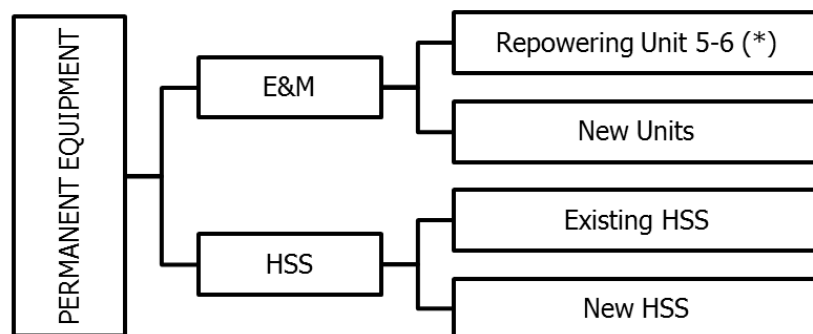 PERMANENT EQUIPMENT
E&M
Repowering Unit 5-6 (*)
New Units
HSS
Existing HSS
New HSS